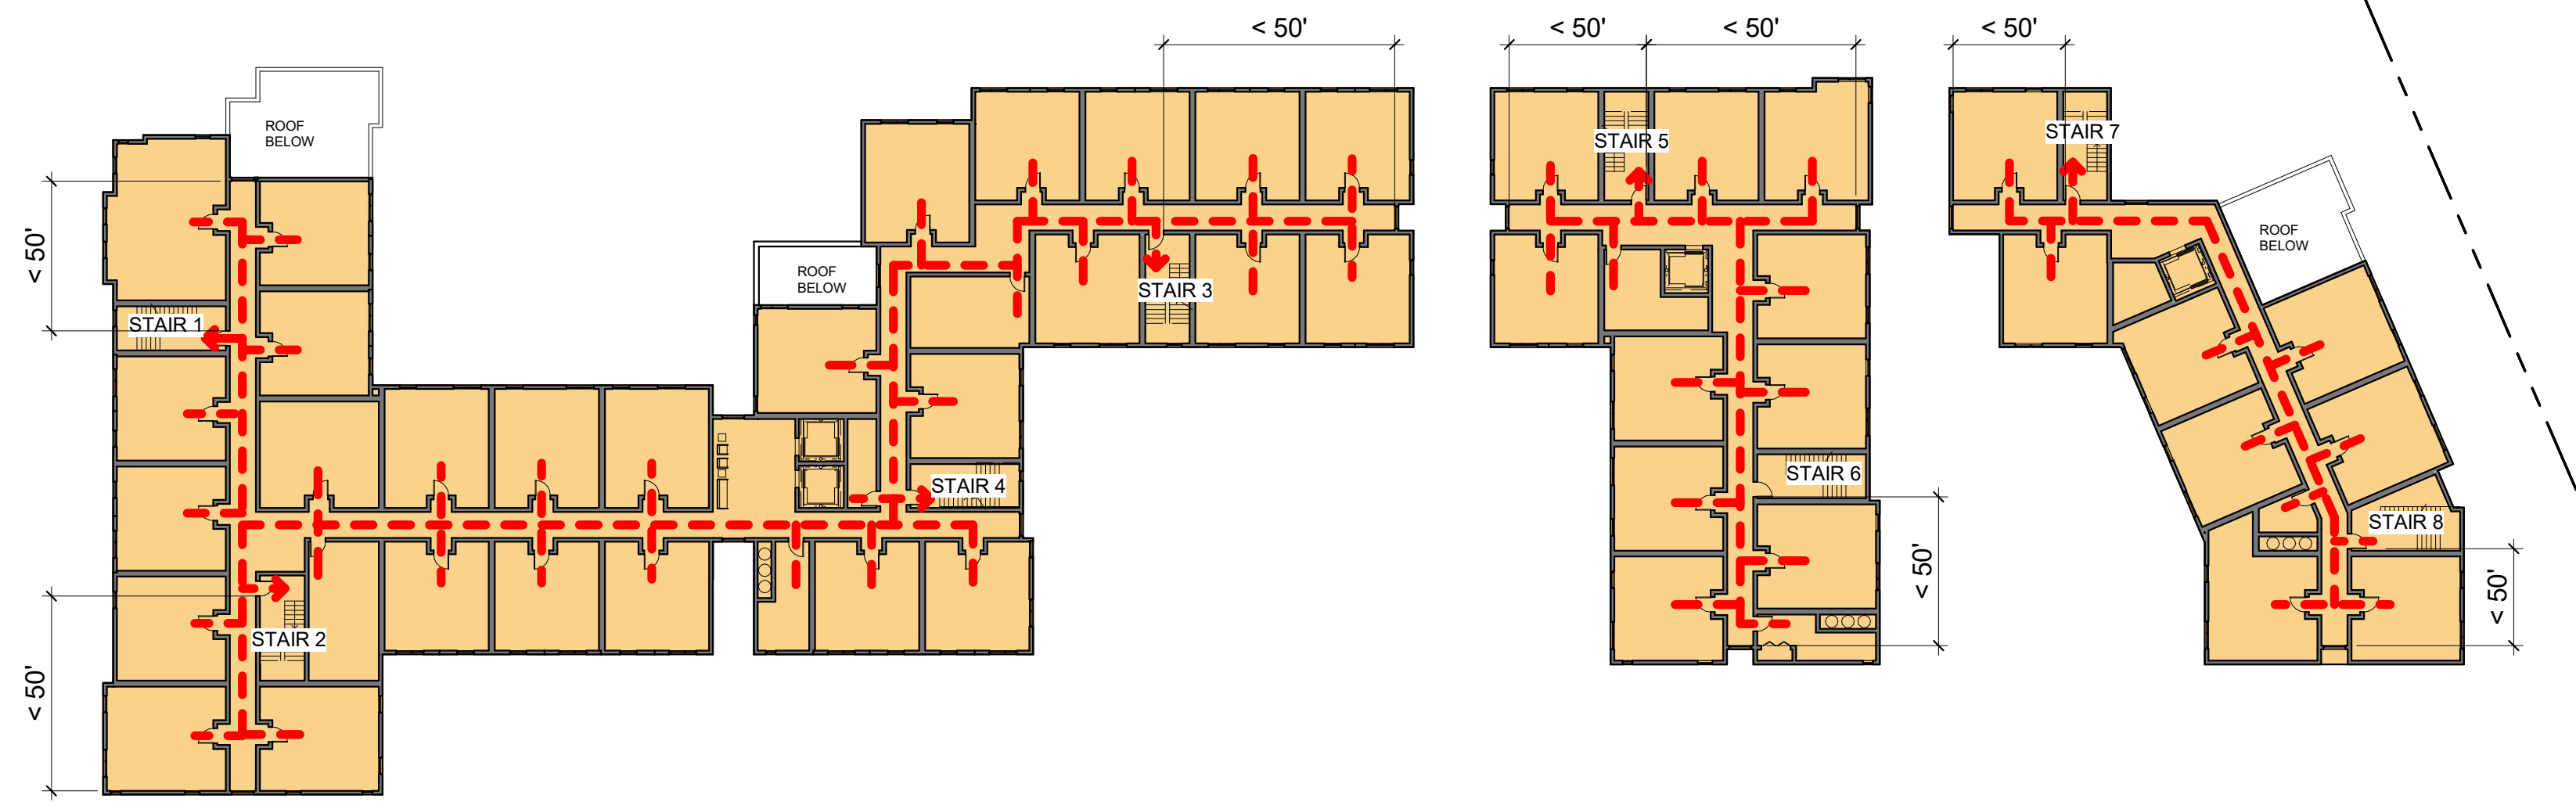 < 50'
< 50'
< 50'
< 50'
ROOF
BELOW
STAIR 7
STAIR 5
ROOF
BELOW
< 50'
ROOF
BELOW
STAIR 3
STAIR 1
STAIR 6
STAIR 4
STAIR 8
< 50'
< 50'
STAIR 2
< 50'